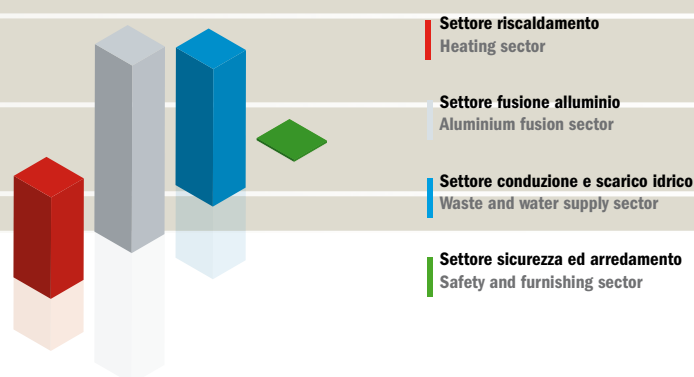 Settore riscaldamento
Heating sector
Settore fusione alluminio
Aluminium fusion sector
Settore conduzione e scarico idrico
Waste and water supply sector
Settore sicurezza ed arredamento
Safety and furnishing sector